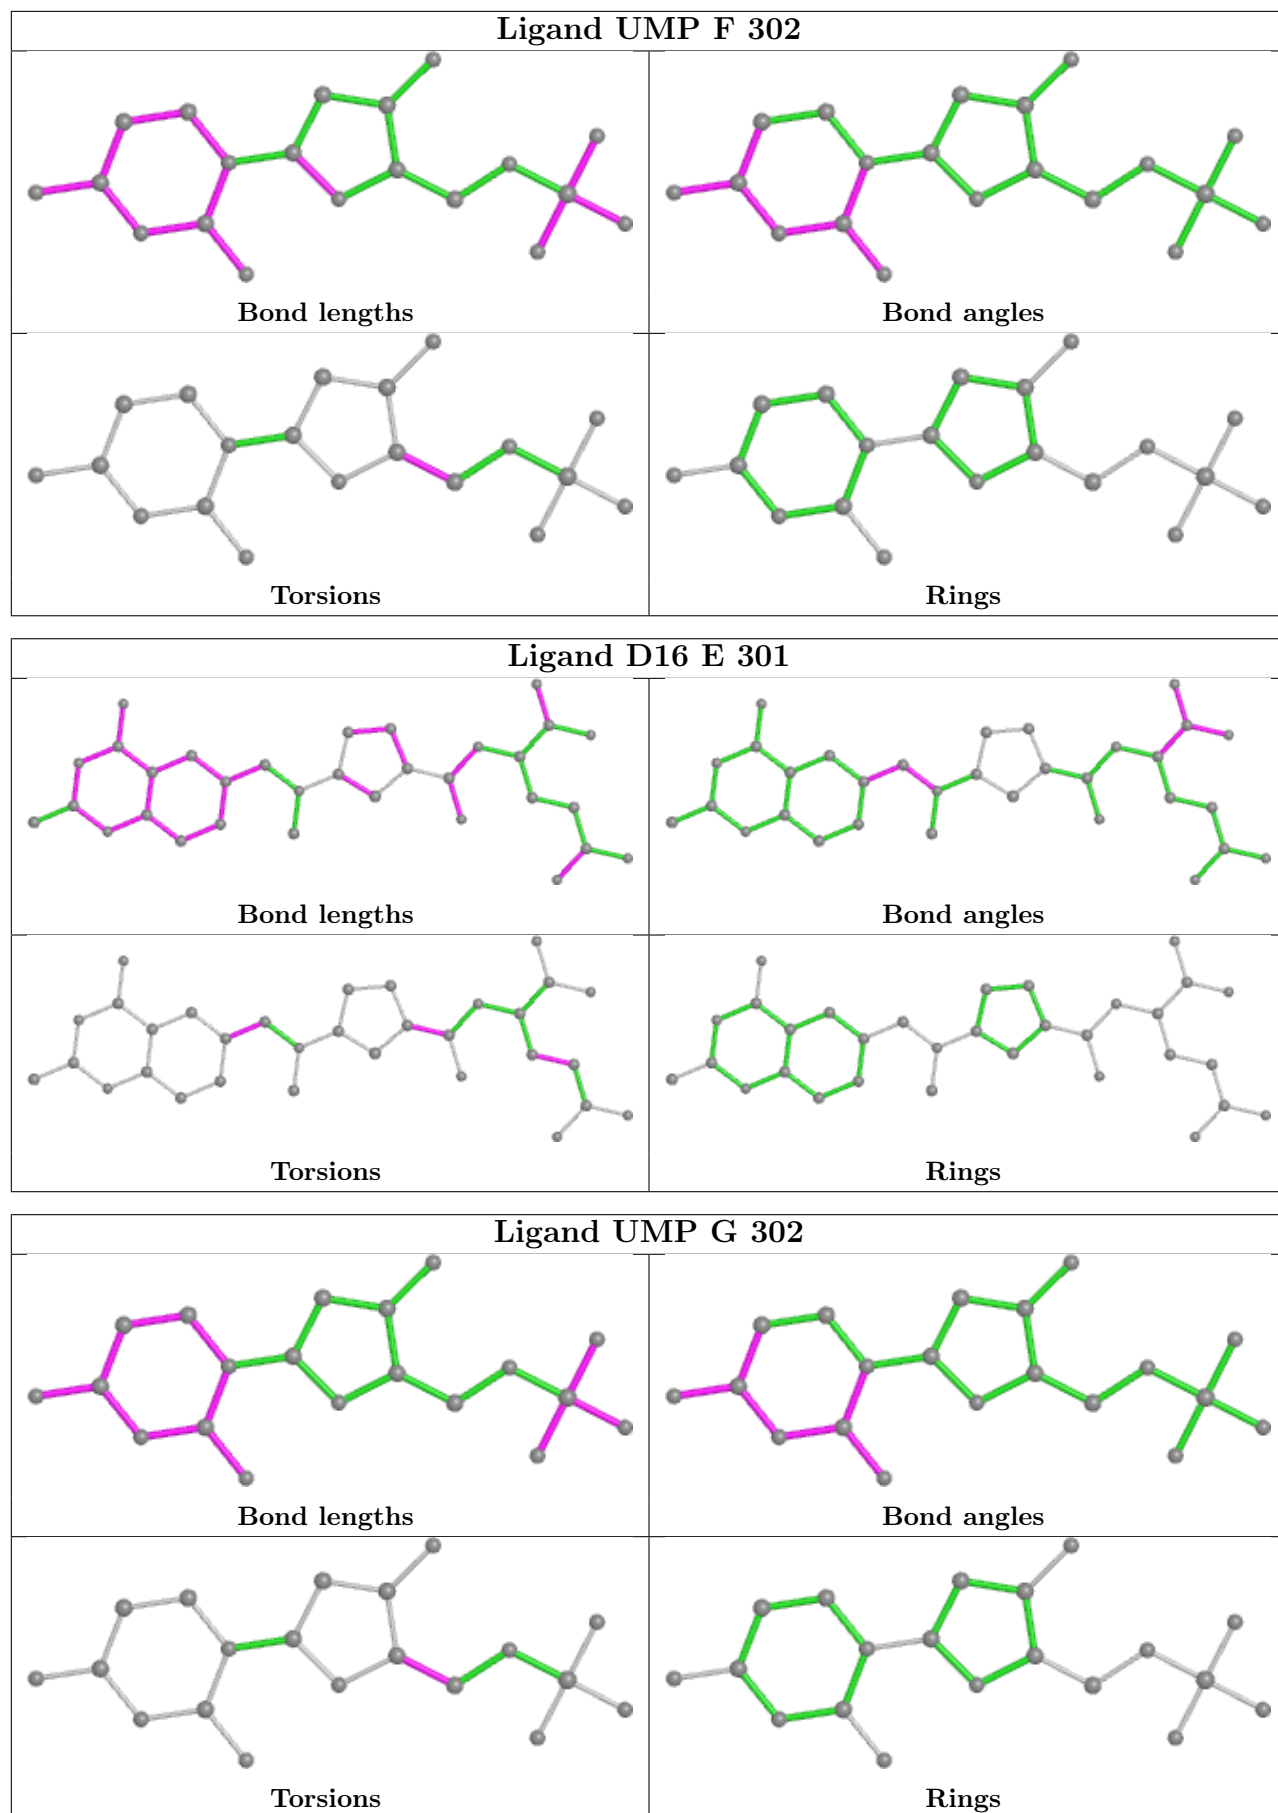 Ligand UMP F 302
Bond lengths
Bond angles
Torsions
Rings
Ligand D16 E 301
Bond lengths
Bond angles
Torsions
Rings
Ligand UMP G 302
Bond lengths
Bond angles
Torsions
Rings